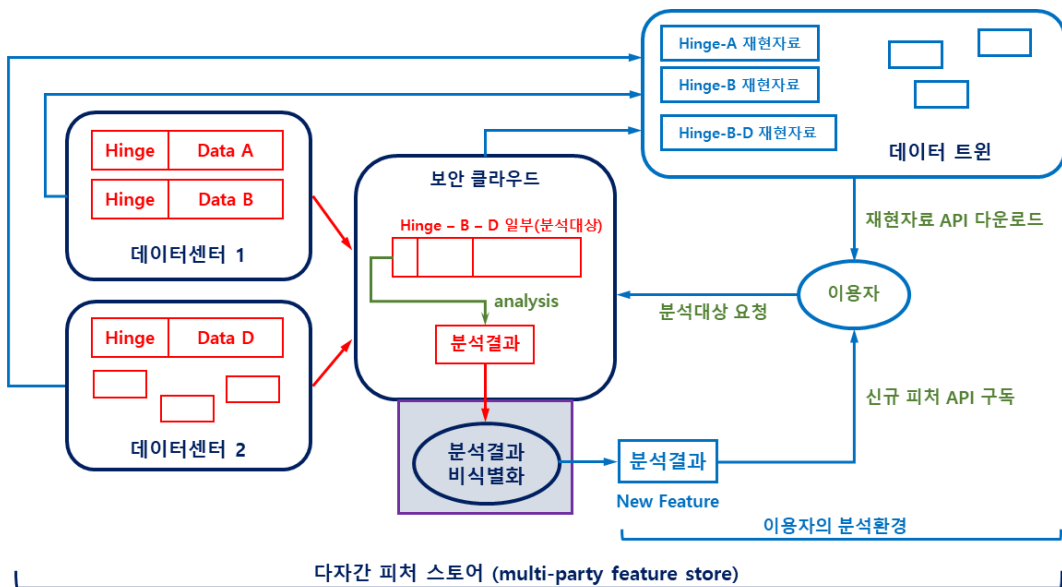 Hinge-A 재현자료
Hinge-B 재현자료
Hinge-B-D 재현자료
데이터 트윈
Hinge Data A
Hinge Data B
데이터센터 1
보안 클라우드
Hinge – B – D 일부(분석대상)
analysis
분석결과
재현자료 API 다운로드
이용자
분석대상 요청
Hinge Data D
데이터센터 2
신규 피처 API 구독
분석결과
비식별화
분석결과
New Feature
이용자의 분석환경
다자간 피처 스토어 (multi-party feature store)